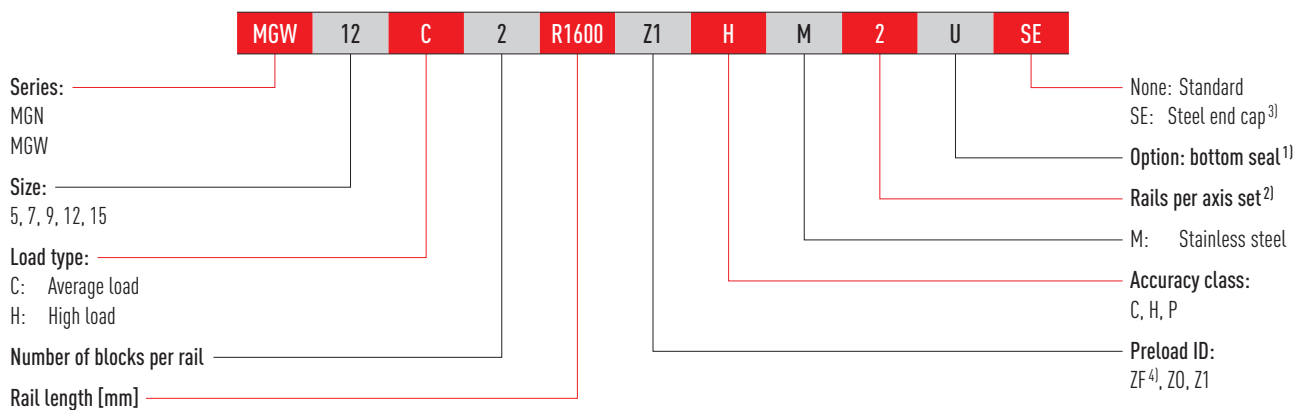 MGW 12 C 2 R1600 Z1 H M 2 U SE
Series:
MGN
MGW
Size:
5, 7, 9, 12, 15
Load type:
C: Average load
H: High load
Number of blocks per rail
Rail length [mm]
None: Standard
SE: Steel end cap 3)
Option: bottom seal 1)
Rails per axis set 2)
M: Stainless steel
Accuracy class:
C, H, P
Preload ID:
ZF 4), Z0, Z1